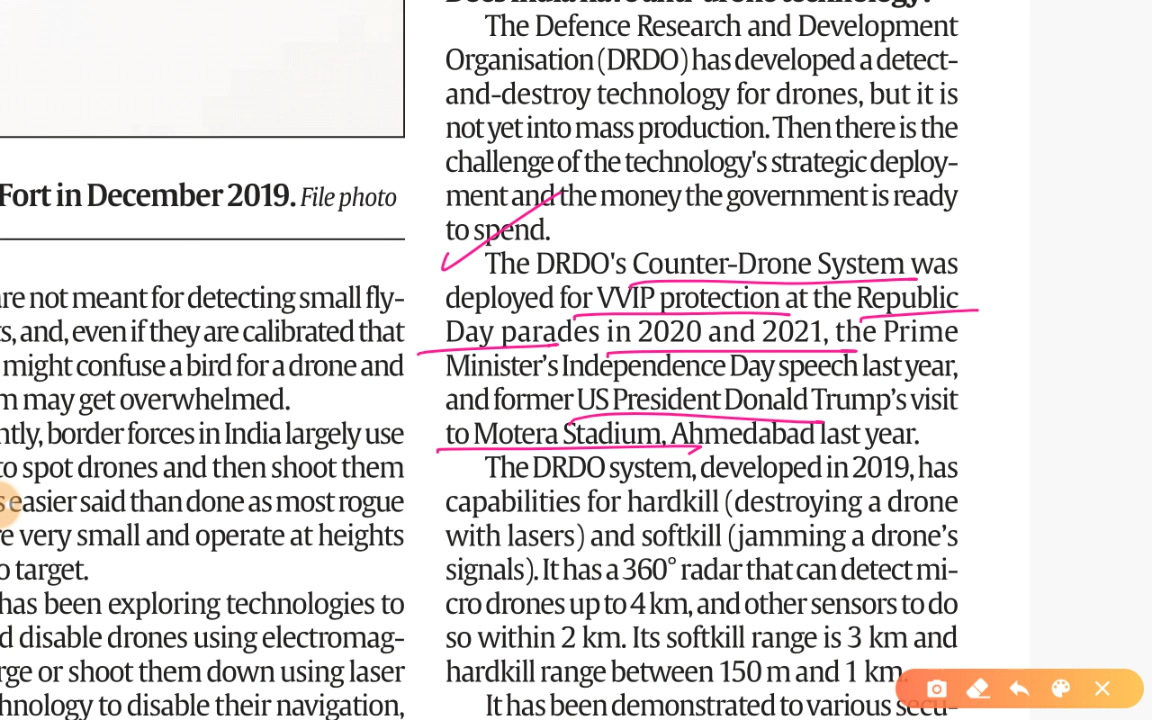 Fort in December 2019. File photo
are not meant for detecting small fly-
s, and, even if they are calibrated that
might confuse a bird for a drone and
m may get overwhelmed.
ntly, border forces in India largely use
to spot drones and then shoot them
s easier said than done as most rogue
re very small and operate at heights
o target.
has been exploring technologies to
d disable drones using electromag-
rge or shoot them down using laser
hnology to disable their navigation,
The Defence Research and Development
Organisation (DRDO) has developed a detect-
and-destroy technology for drones, but it is
not yet into mass production. Then there is the
challenge of the technology's strategic deploy-
ment and the money the government is ready
to spend.
The DRDO's Counter-Drone System was
deployed for VVIP protection at the Republic
Day parades in 2020 and 2021, the Prime
Minister's Independence Day speech last year,
and former US President Donald Trump's visit
to Motera Stadium, Ahmedabad last year.
The DRDO system, developed in 2019, has
capabilities for hardkill (destroying a drone
with lasers) and softkill (jamming a drone's
signals). It has a 360° radar that can detect mi-
cro drones up to 4 km, and other sensors to do
so within 2 km. Its softkill range is 3 km and
hardkill range between 150 m and 1 km.
It has been demonstrated to various secu-